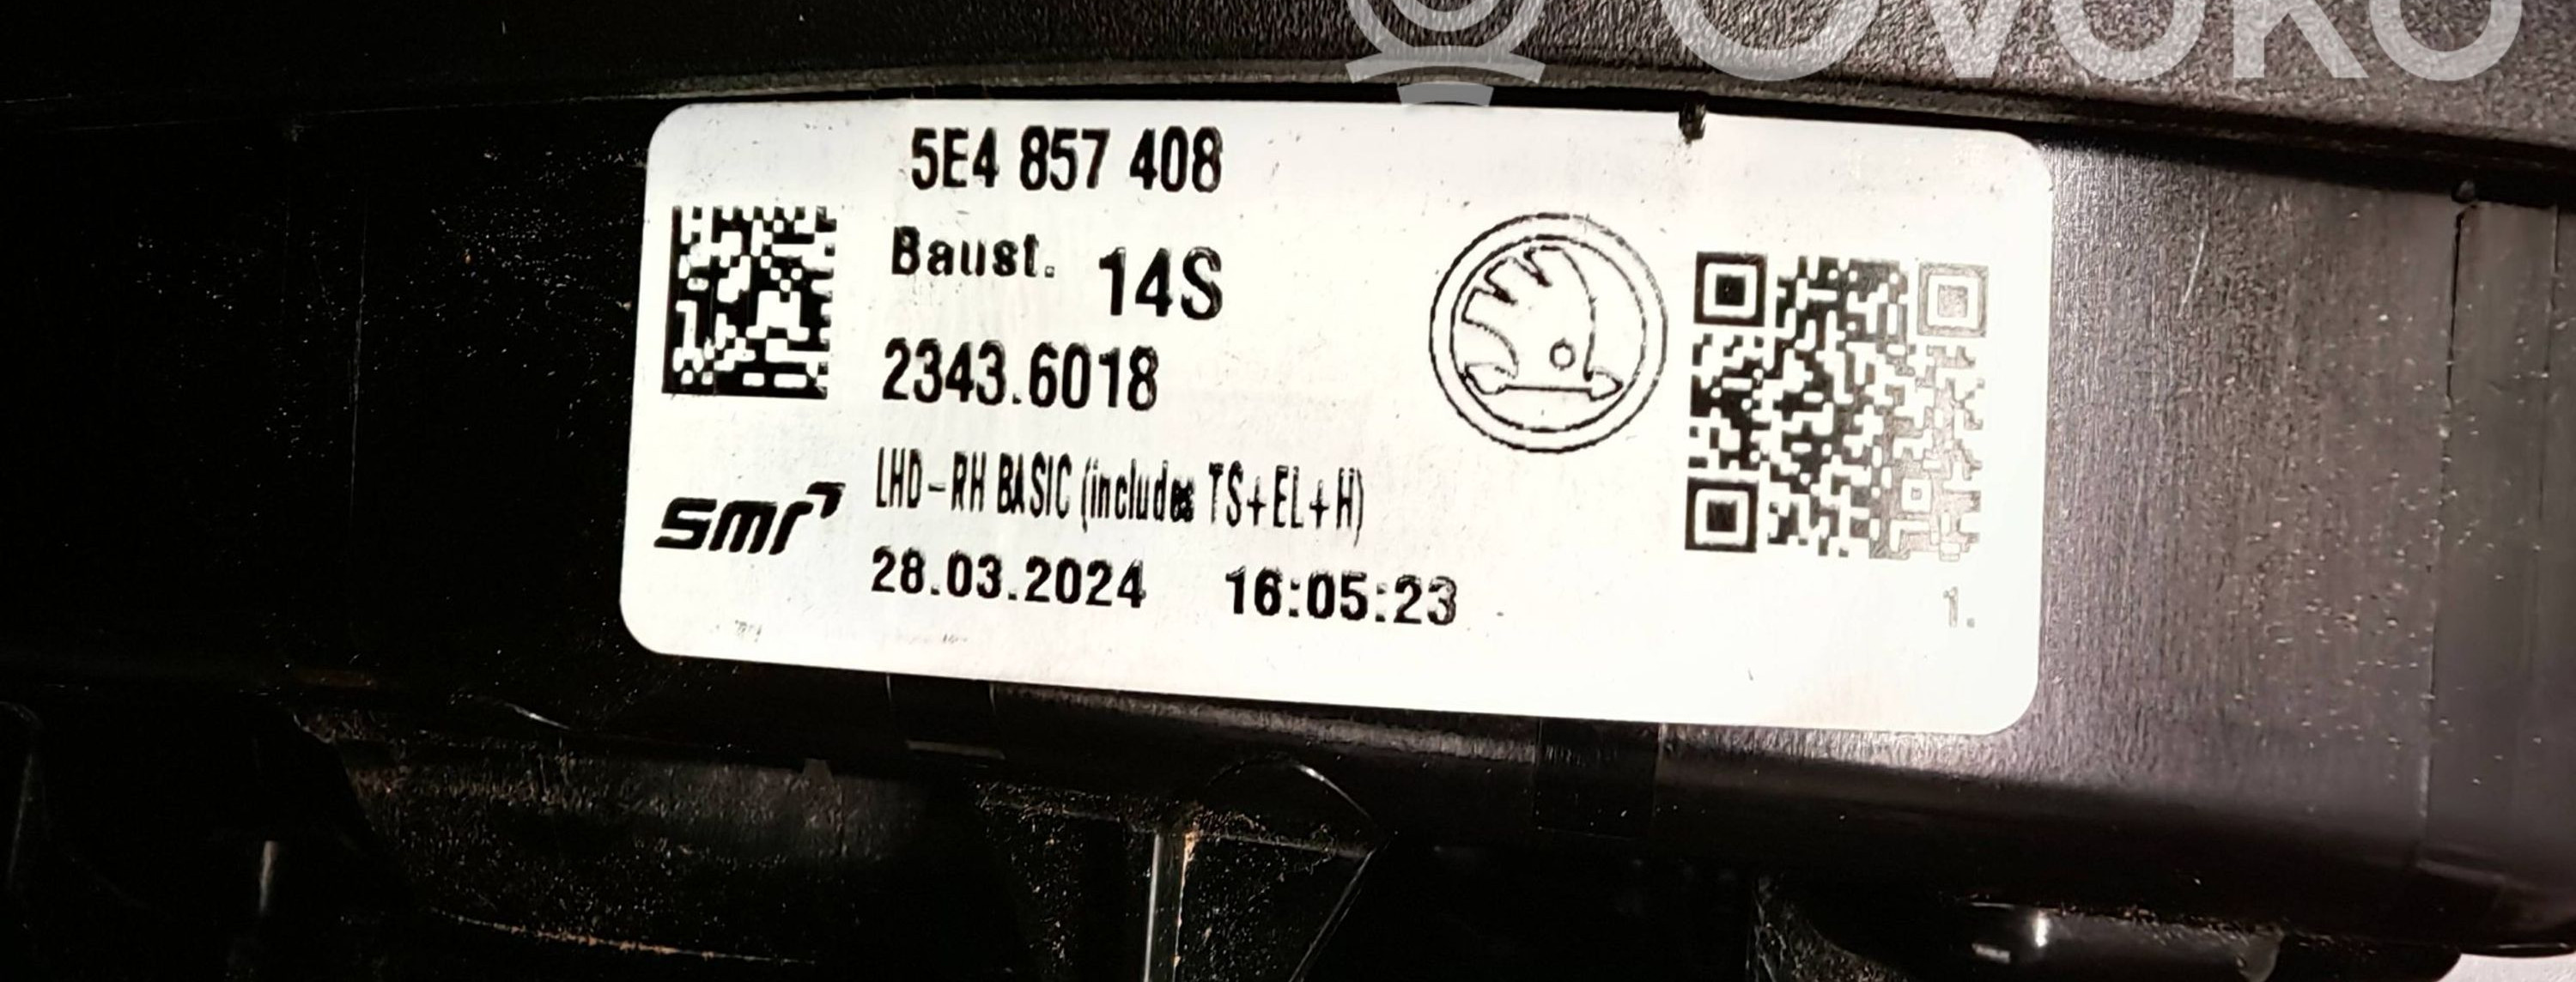 OVOKO
5E4 857 408
Baust. 14S
2343.6018
smr
LHD-RH BASIC (includes TS+EL+H)
28.03.2024 16:05:23
1.